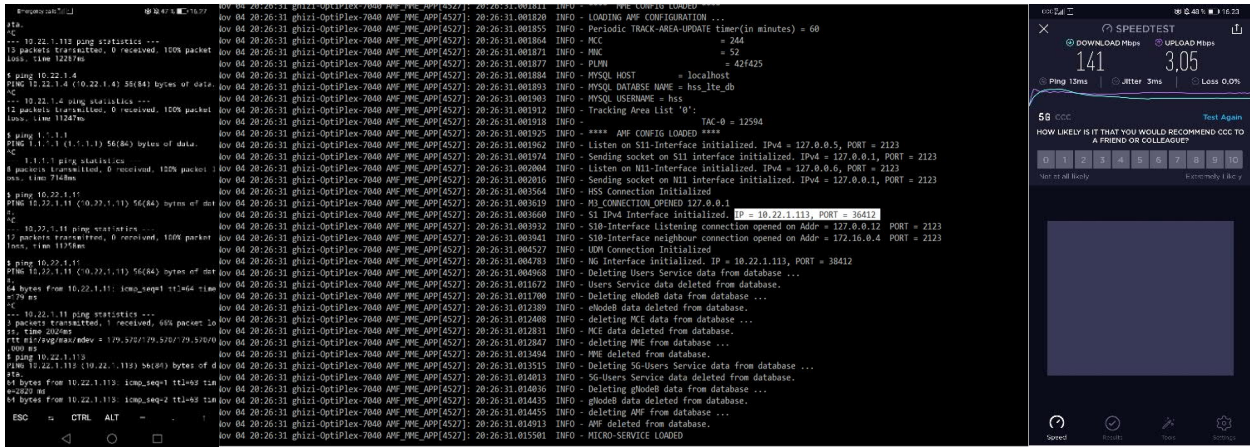 Emergency calls
16:27
ata.
^C
--- 10.22.1.113 ping statistics ---
13 packets transmitted, 0 received, 100% packet
loss, time 12287ms
$ ping 10.22.1.4
PING 10.22.1.4 (10.22.1.4) 56(84) bytes of data.
^C
--- 10.22.1.4 ping statistics ---
12 packets transmitted, 0 received, 100% packet
loss, time 11247ms
$ ping 1.1.1.1
PING 1.1.1.1 (1.1.1.1) 56(84) bytes of data.
^C
1.1.1.1 ping statistics
8 packets transmitted, 0 received, 100% packet l
oss, time 7148ms
$ ping 10.22.1.11
PING 10.22.1.11 (10.22.1.11) 56(84) bytes of dat
a.
^C
--- 10.22.1.11 ping statistics ---
12 packets transmitted, 0 received, 100% packet
loss, time 11258ms
$ ping 10.22.1.11
PING 10.22.1.11 (10.22.1.11) 56(84) bytes of dat
a.
64 bytes from 10.22.1.11: icmp_seq=1 ttl=64 time
=179 ms
^C
--- 10.22.1.11 ping statistics ---
3 packets transmitted, 1 received, 66% packet lo
ss, time 2024ms
rtt min/avg/max/mdev = 179.570/179.570/179.570/0
.000 ms
$ ping 10.22.1.113
PING 10.22.1.113 (10.22.1.113) 56(84) bytes of d
ata.
64 bytes from 10.22.1.113: icmp_seq=1 ttl=63 tim
e=2820 ms
64 bytes from 10.22.1.113: icmp_seq=2 ttl=63 tim
ESC CTRL ALT
Nov 04 20:26:31 ghizi-OptiPlex-7040 AMF_MME_APP[4527]: 20:26:31.001811 INFO - **** MME CONFIG LOADED ****
Nov 04 20:26:31 ghizi-OptiPlex-7040 AMF_MME_APP[4527]: 20:26:31.001820 INFO - LOADING AMF CONFIGURATION ...
Nov 04 20:26:31 ghizi-OptiPlex-7040 AMF_MME_APP[4527]: 20:26:31.001855 INFO - Periodic TRACK-AREA-UPDATE timer(in minutes) = 60
Nov 04 20:26:31 ghizi-OptiPlex-7040 AMF_MME_APP[4527]: 20:26:31.001864 INFO - MCC = 244
Nov 04 20:26:31 ghizi-OptiPlex-7040 AMF_MME_APP[4527]: 20:26:31.001871 INFO - MNC = 52
Nov 04 20:26:31 ghizi-OptiPlex-7040 AMF_MME_APP[4527]: 20:26:31.001877 INFO - PLMN = 42f425
Nov 04 20:26:31 ghizi-OptiPlex-7040 AMF_MME_APP[4527]: 20:26:31.001884 INFO - MYSQL HOST = localhost
Nov 04 20:26:31 ghizi-OptiPlex-7040 AMF_MME_APP[4527]: 20:26:31.001893 INFO - MYSQL DATABSE NAME = hss_lte_db
Nov 04 20:26:31 ghizi-OptiPlex-7040 AMF_MME_APP[4527]: 20:26:31.001903 INFO - MYSQL USERNAME = hss
Nov 04 20:26:31 ghizi-OptiPlex-7040 AMF_MME_APP[4527]: 20:26:31.001912 INFO - Tracking Area List '0':
Nov 04 20:26:31 ghizi-OptiPlex-7040 AMF_MME_APP[4527]: 20:26:31.001918 INFO - TAC-0 = 12594
Nov 04 20:26:31 ghizi-OptiPlex-7040 AMF_MME_APP[4527]: 20:26:31.001925 INFO - **** AMF CONFIG LOADED ****
Nov 04 20:26:31 ghizi-OptiPlex-7040 AMF_MME_APP[4527]: 20:26:31.001962 INFO - Listen on S11-Interface initialized. IPv4 = 127.0.0.5, PORT = 2123
Nov 04 20:26:31 ghizi-OptiPlex-7040 AMF_MME_APP[4527]: 20:26:31.001974 INFO - Sending socket on S11 interface initialized. IPv4 = 127.0.0.1, PORT = 2123
Nov 04 20:26:31 ghizi-OptiPlex-7040 AMF_MME_APP[4527]: 20:26:31.002004 INFO - Listen on N11-Interface initialized. IPv4 = 127.0.0.6, PORT = 2123
Nov 04 20:26:31 ghizi-OptiPlex-7040 AMF_MME_APP[4527]: 20:26:31.002016 INFO - Sending socket on N11 interface initialized. IPv4 = 127.0.0.1, PORT = 2123
Nov 04 20:26:31 ghizi-OptiPlex-7040 AMF_MME_APP[4527]: 20:26:31.003564 INFO - HSS Connection Initialized
Nov 04 20:26:31 ghizi-OptiPlex-7040 AMF_MME_APP[4527]: 20:26:31.003619 INFO - M3_CONNECTION_OPENED 127.0.0.1
Nov 04 20:26:31 ghizi-OptiPlex-7040 AMF_MME_APP[4527]: 20:26:31.003660 INFO - S1 IPv4 Interface initialized. IP = 10.22.1.113, PORT = 36412
Nov 04 20:26:31 ghizi-OptiPlex-7040 AMF_MME_APP[4527]: 20:26:31.003932 INFO - S10-Interface Listening connection opened on Addr = 127.0.0.12 PORT = 2123
Nov 04 20:26:31 ghizi-OptiPlex-7040 AMF_MME_APP[4527]: 20:26:31.003941 INFO - S10-Interface neighbour connection opened on Addr = 172.16.0.4 PORT = 2123
Nov 04 20:26:31 ghizi-OptiPlex-7040 AMF_MME_APP[4527]: 20:26:31.004527 INFO - UDM Connection Initialized
Nov 04 20:26:31 ghizi-OptiPlex-7040 AMF_MME_APP[4527]: 20:26:31.004783 INFO - NG Interface initialized. IP = 10.22.1.113, PORT = 38412
Nov 04 20:26:31 ghizi-OptiPlex-7040 AMF_MME_APP[4527]: 20:26:31.004968 INFO - Deleting Users Service data from database ...
Nov 04 20:26:31 ghizi-OptiPlex-7040 AMF_MME_APP[4527]: 20:26:31.011672 INFO - Users Service data deleted from database.
Nov 04 20:26:31 ghizi-OptiPlex-7040 AMF_MME_APP[4527]: 20:26:31.011700 INFO - Deleting eNodeB data from database ...
Nov 04 20:26:31 ghizi-OptiPlex-7040 AMF_MME_APP[4527]: 20:26:31.012389 INFO - eNodeB data deleted from database.
Nov 04 20:26:31 ghizi-OptiPlex-7040 AMF_MME_APP[4527]: 20:26:31.012408 INFO - deleting MCE data from database ...
Nov 04 20:26:31 ghizi-OptiPlex-7040 AMF_MME_APP[4527]: 20:26:31.012831 INFO - MCE data deleted from database.
Nov 04 20:26:31 ghizi-OptiPlex-7040 AMF_MME_APP[4527]: 20:26:31.012847 INFO - deleting MME from database ...
Nov 04 20:26:31 ghizi-OptiPlex-7040 AMF_MME_APP[4527]: 20:26:31.013494 INFO - MME deleted from database.
Nov 04 20:26:31 ghizi-OptiPlex-7040 AMF_MME_APP[4527]: 20:26:31.013515 INFO - Deleting 5G-Users Service data from database ...
Nov 04 20:26:31 ghizi-OptiPlex-7040 AMF_MME_APP[4527]: 20:26:31.014013 INFO - 5G-Users Service data deleted from database.
Nov 04 20:26:31 ghizi-OptiPlex-7040 AMF_MME_APP[4527]: 20:26:31.014036 INFO - Deleting gNodeB data from database ...
Nov 04 20:26:31 ghizi-OptiPlex-7040 AMF_MME_APP[4527]: 20:26:31.014435 INFO - gNodeB data deleted from database.
Nov 04 20:26:31 ghizi-OptiPlex-7040 AMF_MME_APP[4527]: 20:26:31.014455 INFO - deleting AMF from database ...
Nov 04 20:26:31 ghizi-OptiPlex-7040 AMF_MME_APP[4527]: 20:26:31.014913 INFO - AMF deleted from database.
Nov 04 20:26:31 ghizi-OptiPlex-7040 AMF_MME_APP[4527]: 20:26:31.015501 INFO - MICRO-SERVICE LOADED
CCC 48% 16:23
SPEEDTEST
DOWNLOAD Mbps UPLOAD Mbps
141 3,05
Ping 13ms Jitter 3ms Loss 0,0%
5G CCC Test Again
HOW LIKELY IS IT THAT YOU WOULD RECOMMEND CCC TO
A FRIEND OR COLLEAGUE?
0 1 2 3 4 5 6 7 8 9 10
Not at all likely Extremely Likely
Speed Results Tools Settings